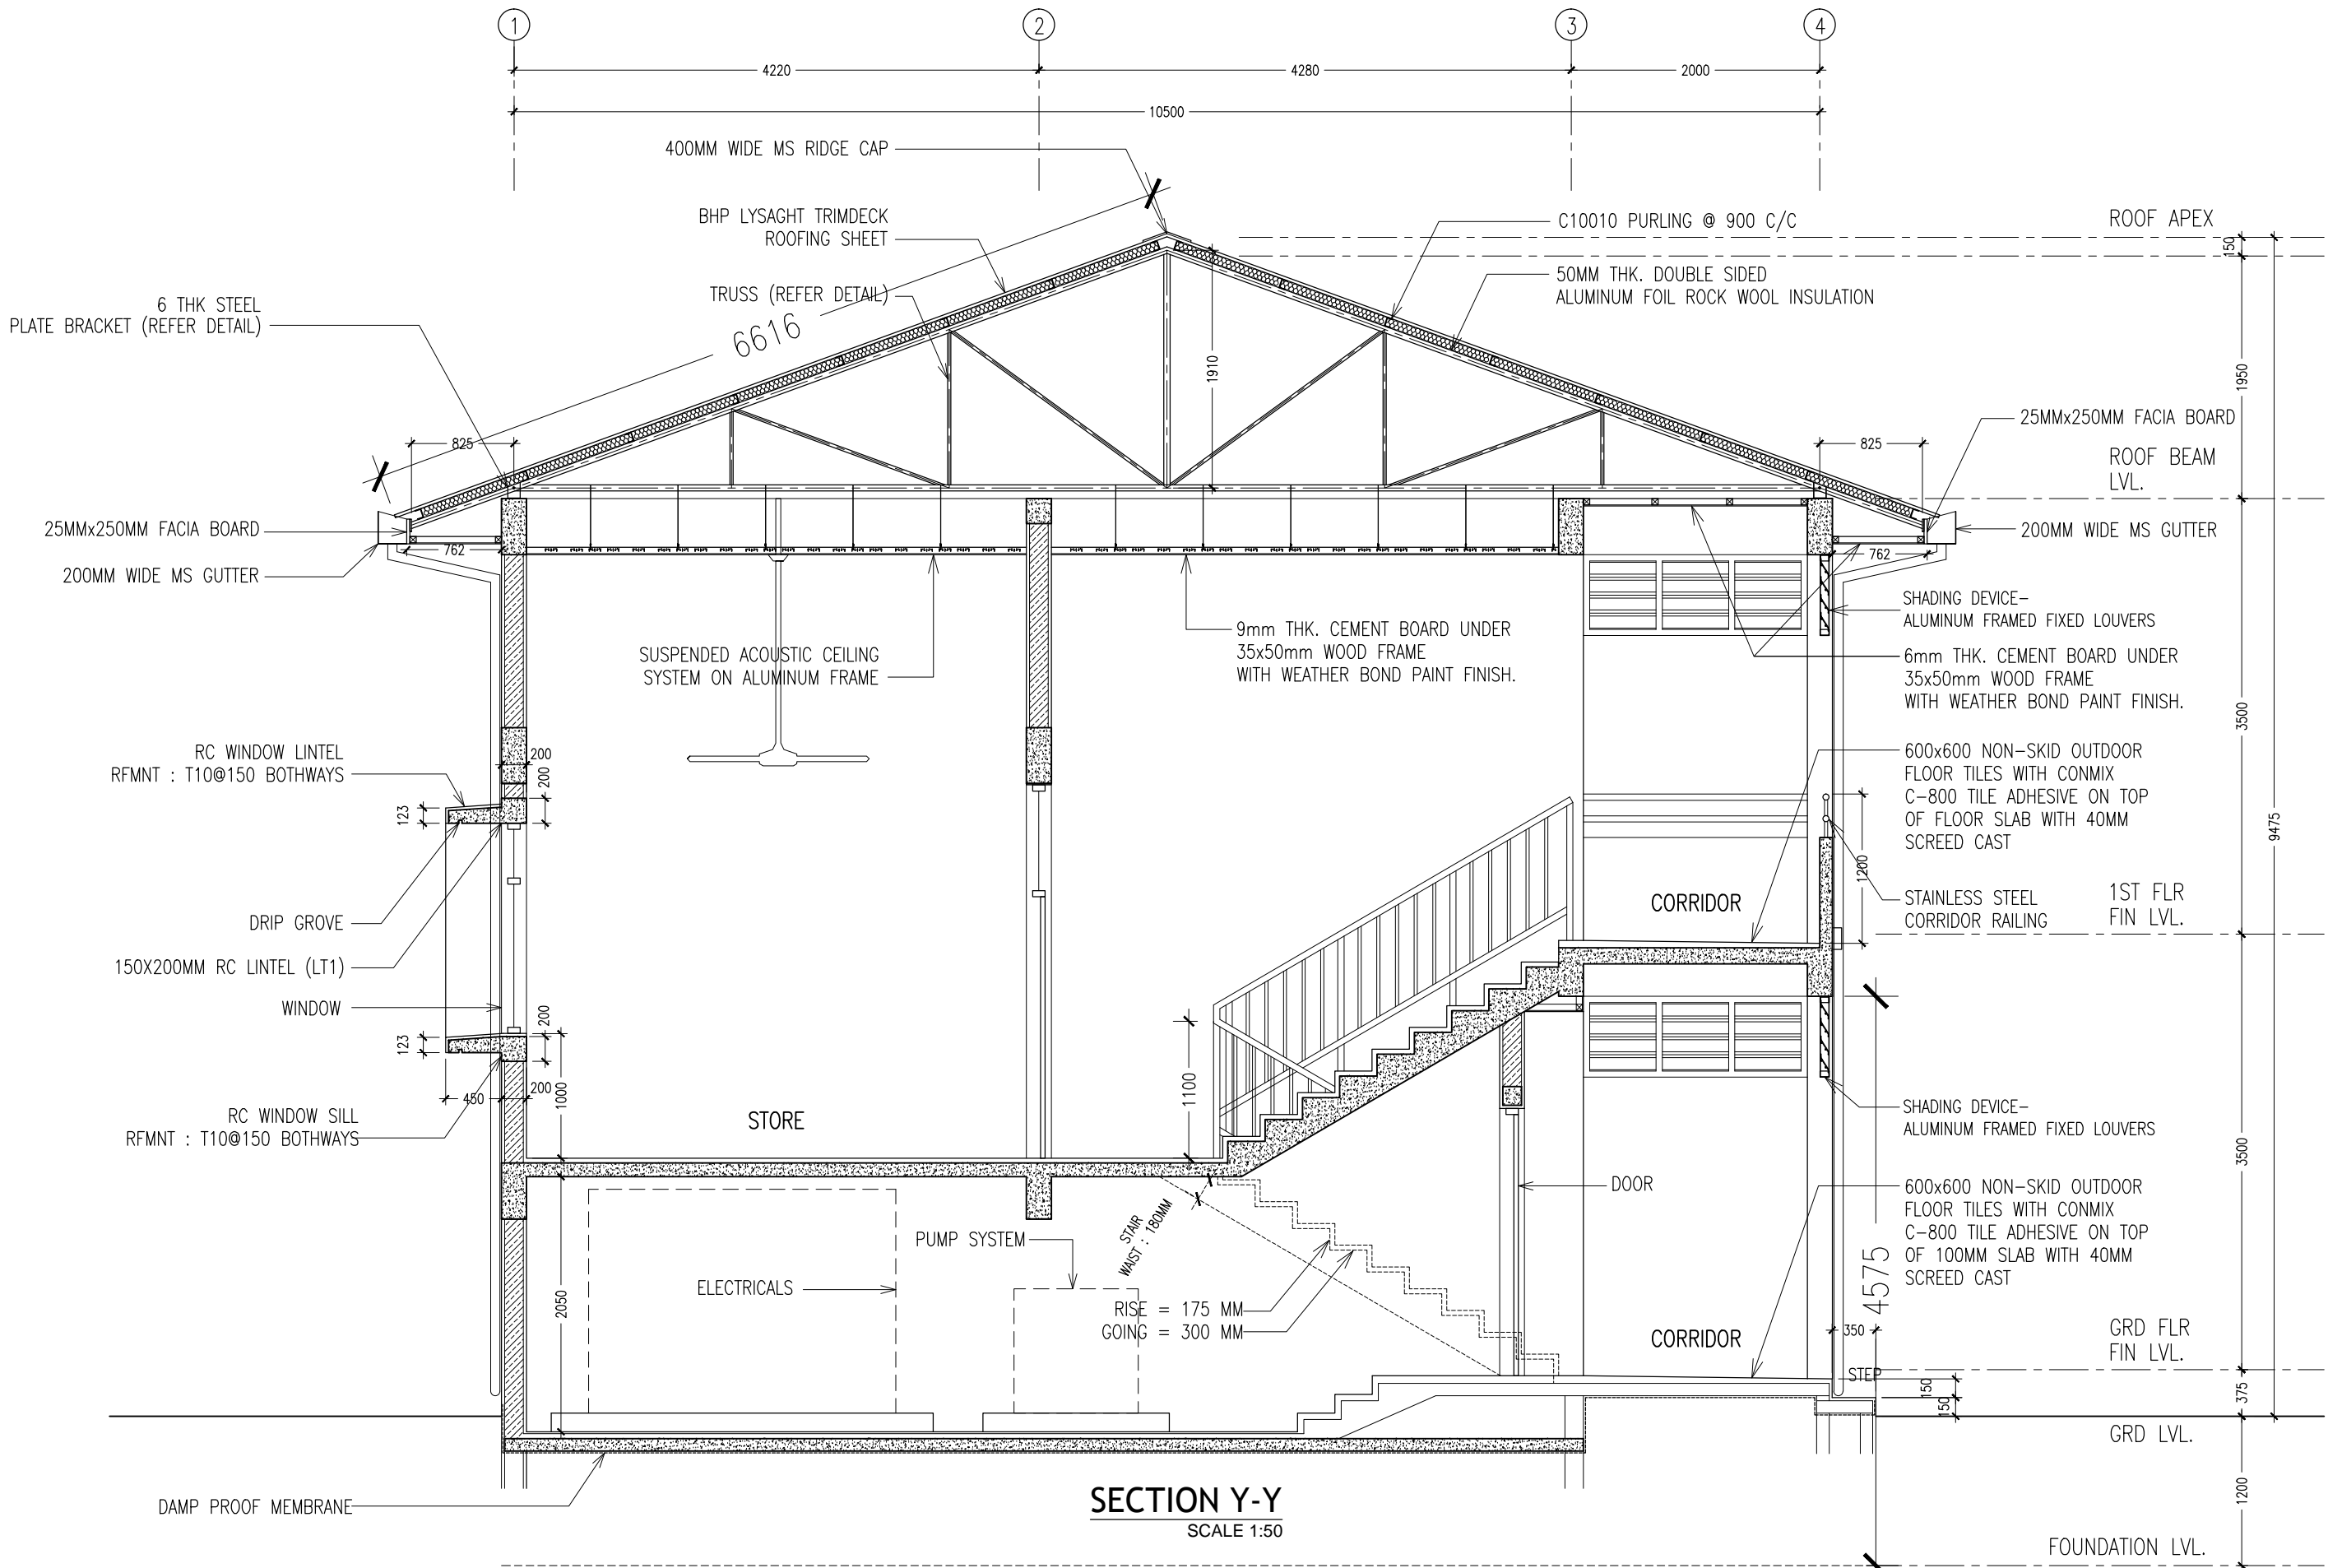 1
2
3
4
4220
4280
2000
10500
400MM WIDE MS RIDGE CAP
BHP LYSAGHT TRIMDECK
ROOFING SHEET
C10010 PURLING @ 900 C/C
ROOF APEX
150
TRUSS (REFER DETAIL)
50MM THK. DOUBLE SIDED
ALUMINUM FOIL ROCK WOOL INSULATION
6 THK STEEL
PLATE BRACKET (REFER DETAIL)
6616
1910
1950
825
825
25MMx250MM FACIA BOARD
ROOF BEAM
LVL.
25MMx250MM FACIA BOARD
762
200MM WIDE MS GUTTER
200MM WIDE MS GUTTER
762
SHADING DEVICE-
ALUMINUM FRAMED FIXED LOUVERS
9mm THK. CEMENT BOARD UNDER
35x50mm WOOD FRAME
WITH WEATHER BOND PAINT FINISH.
SUSPENDED ACOUSTIC CEILING
SYSTEM ON ALUMINUM FRAME
6mm THK. CEMENT BOARD UNDER
35x50mm WOOD FRAME
WITH WEATHER BOND PAINT FINISH.
3500
RC WINDOW LINTEL
RFMNT : T10@150 BOTHWAYS
200
200
123
600x600 NON-SKID OUTDOOR
FLOOR TILES WITH CONMIX
C-800 TILE ADHESIVE ON TOP
OF FLOOR SLAB WITH 40MM
SCREED CAST
9475
1200
DRIP GROVE
CORRIDOR
STAINLESS STEEL
CORRIDOR RAILING
1ST FLR
FIN LVL.
150X200MM RC LINTEL (LT1)
WINDOW
200
123
1000
450
200
1100
RC WINDOW SILL
RFMNT : T10@150 BOTHWAYS
STORE
SHADING DEVICE-
ALUMINUM FRAMED FIXED LOUVERS
3500
DOOR
600x600 NON-SKID OUTDOOR
FLOOR TILES WITH CONMIX
C-800 TILE ADHESIVE ON TOP
OF 100MM SLAB WITH 40MM
SCREED CAST
STAIR
WAIST : 180MM
PUMP SYSTEM
ELECTRICALS
2050
RISE = 175 MM
GOING = 300 MM
4575
CORRIDOR
350
GRD FLR
FIN LVL.
STEP
150
150
375
GRD LVL.
DAMP PROOF MEMBRANE
SECTION Y-Y
SCALE 1:50
1200
FOUNDATION LVL.